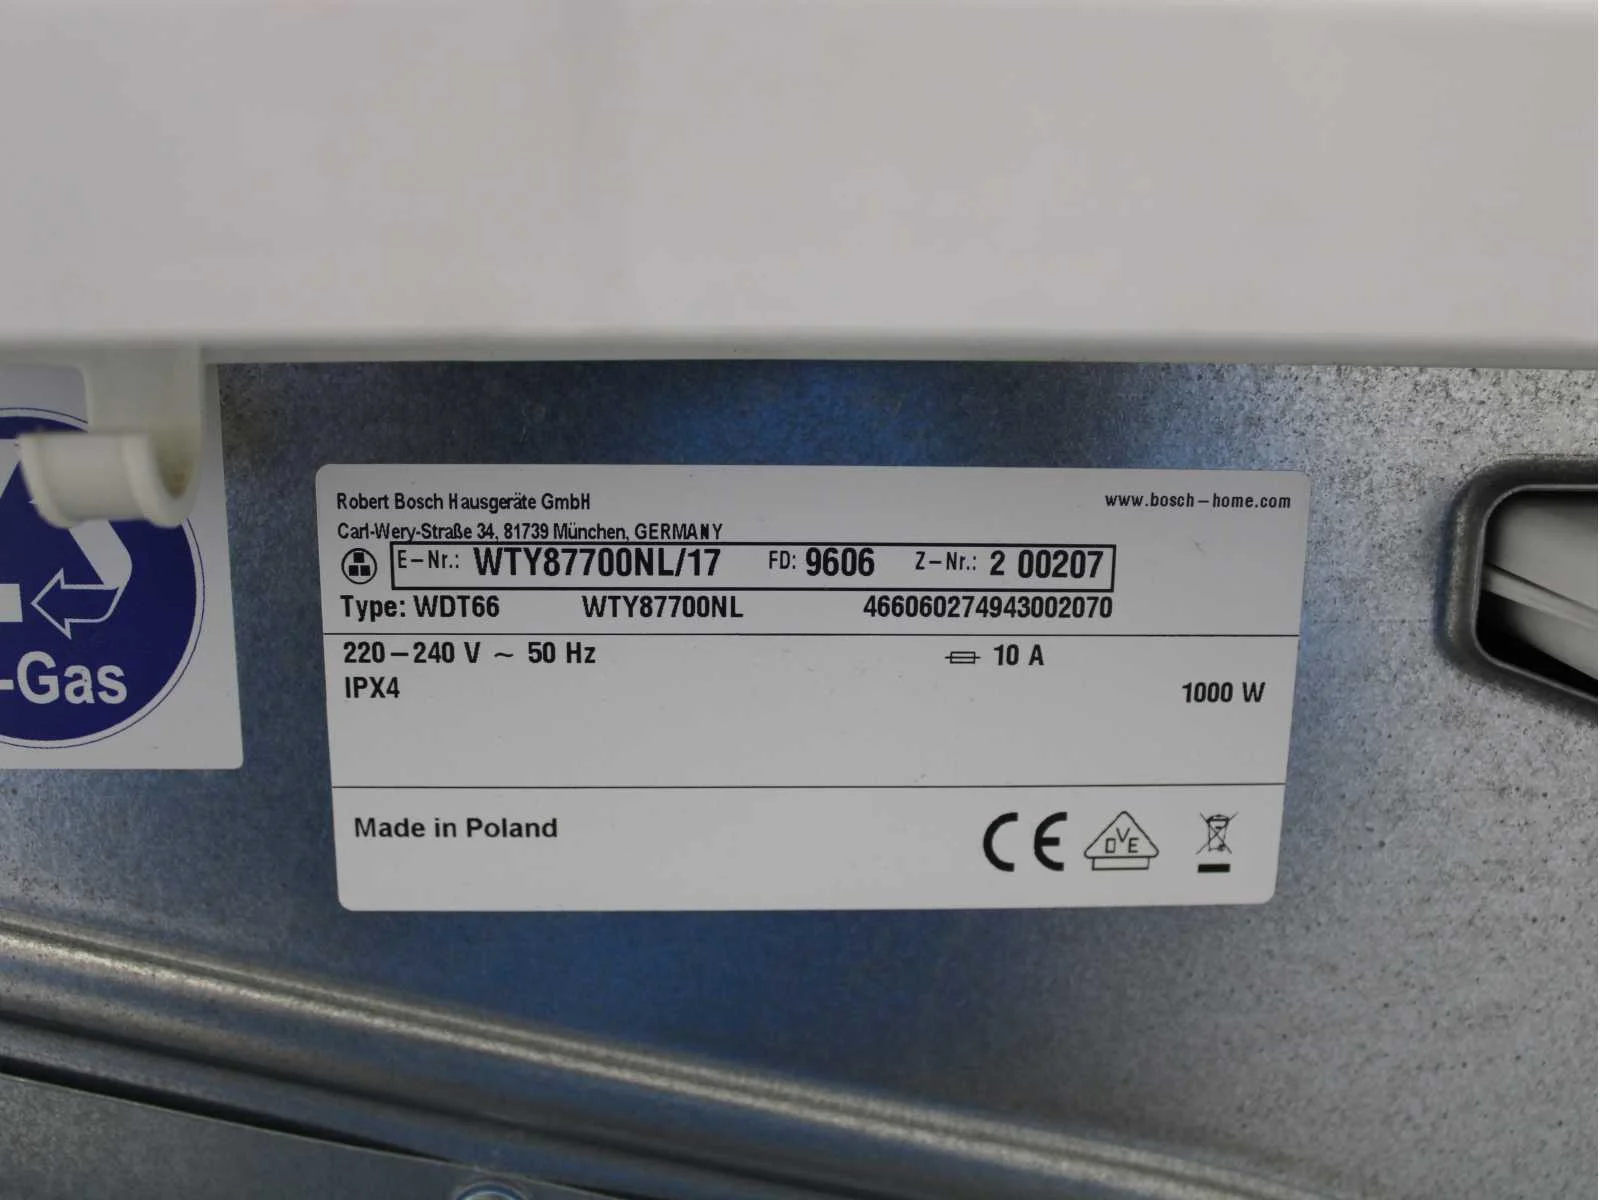 Robert Bosch Hausgeräte GmbH
www.bosch-home.com
Carl-Wery-Straße 34, 81739 München, GERMANY
E-Nr.: WTY87700NL/17 FD: 9606 Z-Nr.: 2 00207
Type: WDT66 WTY87700NL 466060274943002070
220-240 V ~ 50 Hz 10 A
IPX4 1000 W
Made in Poland
CE DVE
-Gas